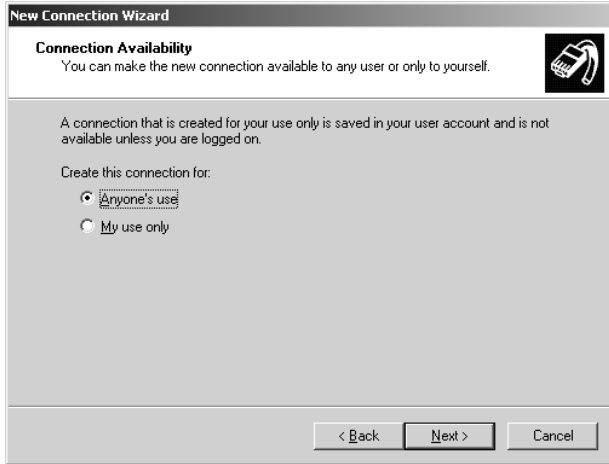 New Connection Wizard
Connection Availability
You can make the new connection available to any user or only to yourself.
A connection that is created for your use only is saved in your user account and is not
available unless you are logged on.
Create this connection for:
Anyone's use
My use only
< Back
Next >
Cancel